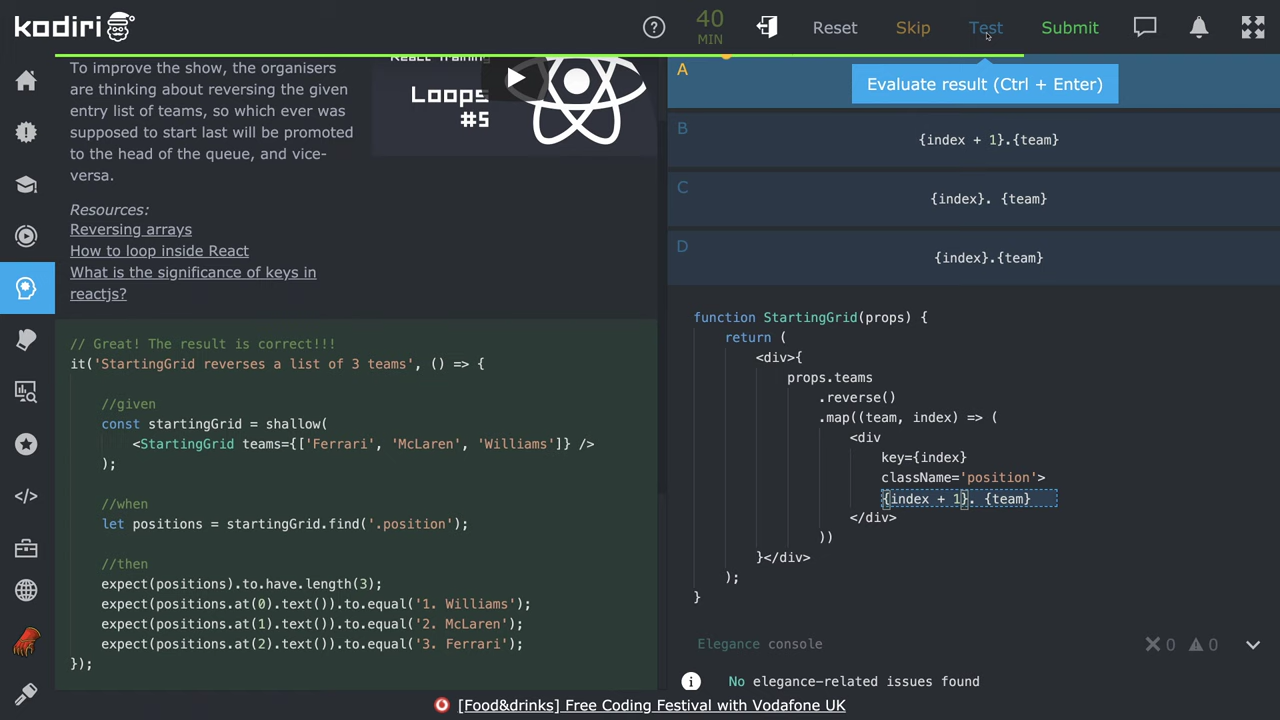 kodiri
40
MIN
Reset
Skip
Test
Submit
To improve the show, the organisers
are thinking about reversing the given
entry list of teams, so which ever was
supposed to start last will be promoted
to the head of the queue, and vice-
versa.
Resources:
Reversing arrays
How to loop inside React
What is the significance of keys in
reactjs?
React Training
Loops
#5
// Great! The result is correct!!!
it('StartingGrid reverses a list of 3 teams', () => {
//given
const startingGrid = shallow(
<StartingGrid teams={['Ferrari', 'McLaren', 'Williams']} />
);
//when
let positions = startingGrid.find('.position');
//then
expect(positions).to.have.length(3);
expect(positions.at(0).text()).to.equal('1. Williams');
expect(positions.at(1).text()).to.equal('2. McLaren');
expect(positions.at(2).text()).to.equal('3. Ferrari');
});
A
Evaluate result (Ctrl + Enter)
B
{index + 1}.{team}
C
{index}. {team}
D
{index}.{team}
function StartingGrid(props) {
return (
<div>{
props.teams
.reverse()
.map((team, index) => (
<div
key={index}
className='position'>
{index + 1}. {team}
</div>
))
}</div>
);
}
Elegance console
0
0
No elegance-related issues found
[Food&drinks] Free Coding Festival with Vodafone UK